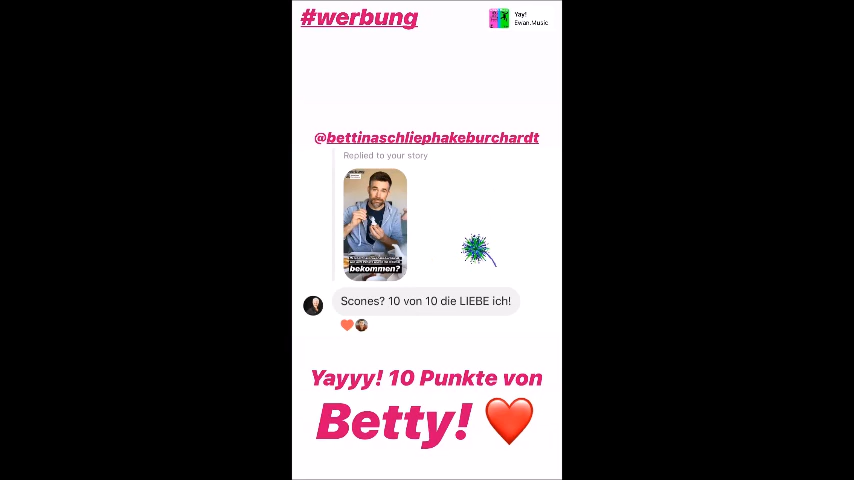 #werbung
Yay!
Ewan.Music
@bettinaschliephakeburchardt
Replied to your story
bekommen?
Scones? 10 von 10 die LIEBE ich!
Yayyy! 10 Punkte von
Betty!